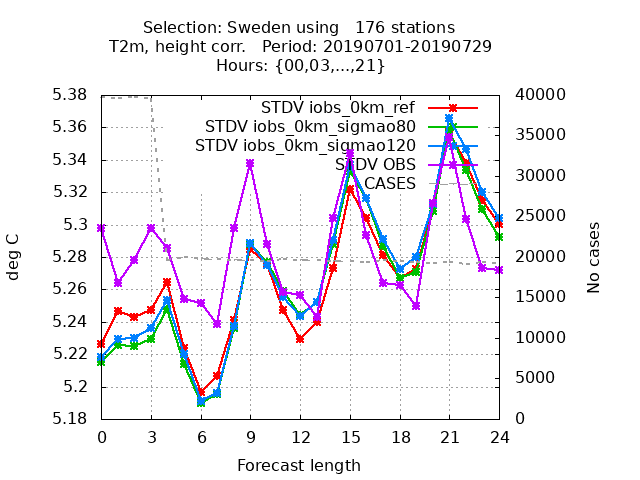 Selection: Sweden using   176 stations
T2m, height corr.   Period: 20190701-20190729
Hours: {00,03,...,21}
STDV iobs_0km_ref
STDV iobs_0km_sigmao80
STDV iobs_0km_sigmao120
STDV OBS
CASES
5.38
5.36
5.34
5.32
5.3
5.28
5.26
5.24
5.22
5.2
5.18
deg C
40000
35000
30000
25000
20000
15000
10000
5000
0
No cases
0 3 6 9 12 15 18 21 24
Forecast length